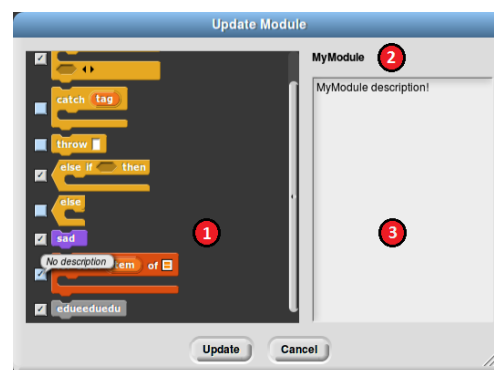 Update Module
MyModule 2
MyModule description!
catch tag
throw
else if then
else
1
3
sad
No description
of
edueeduedu
Update Cancel